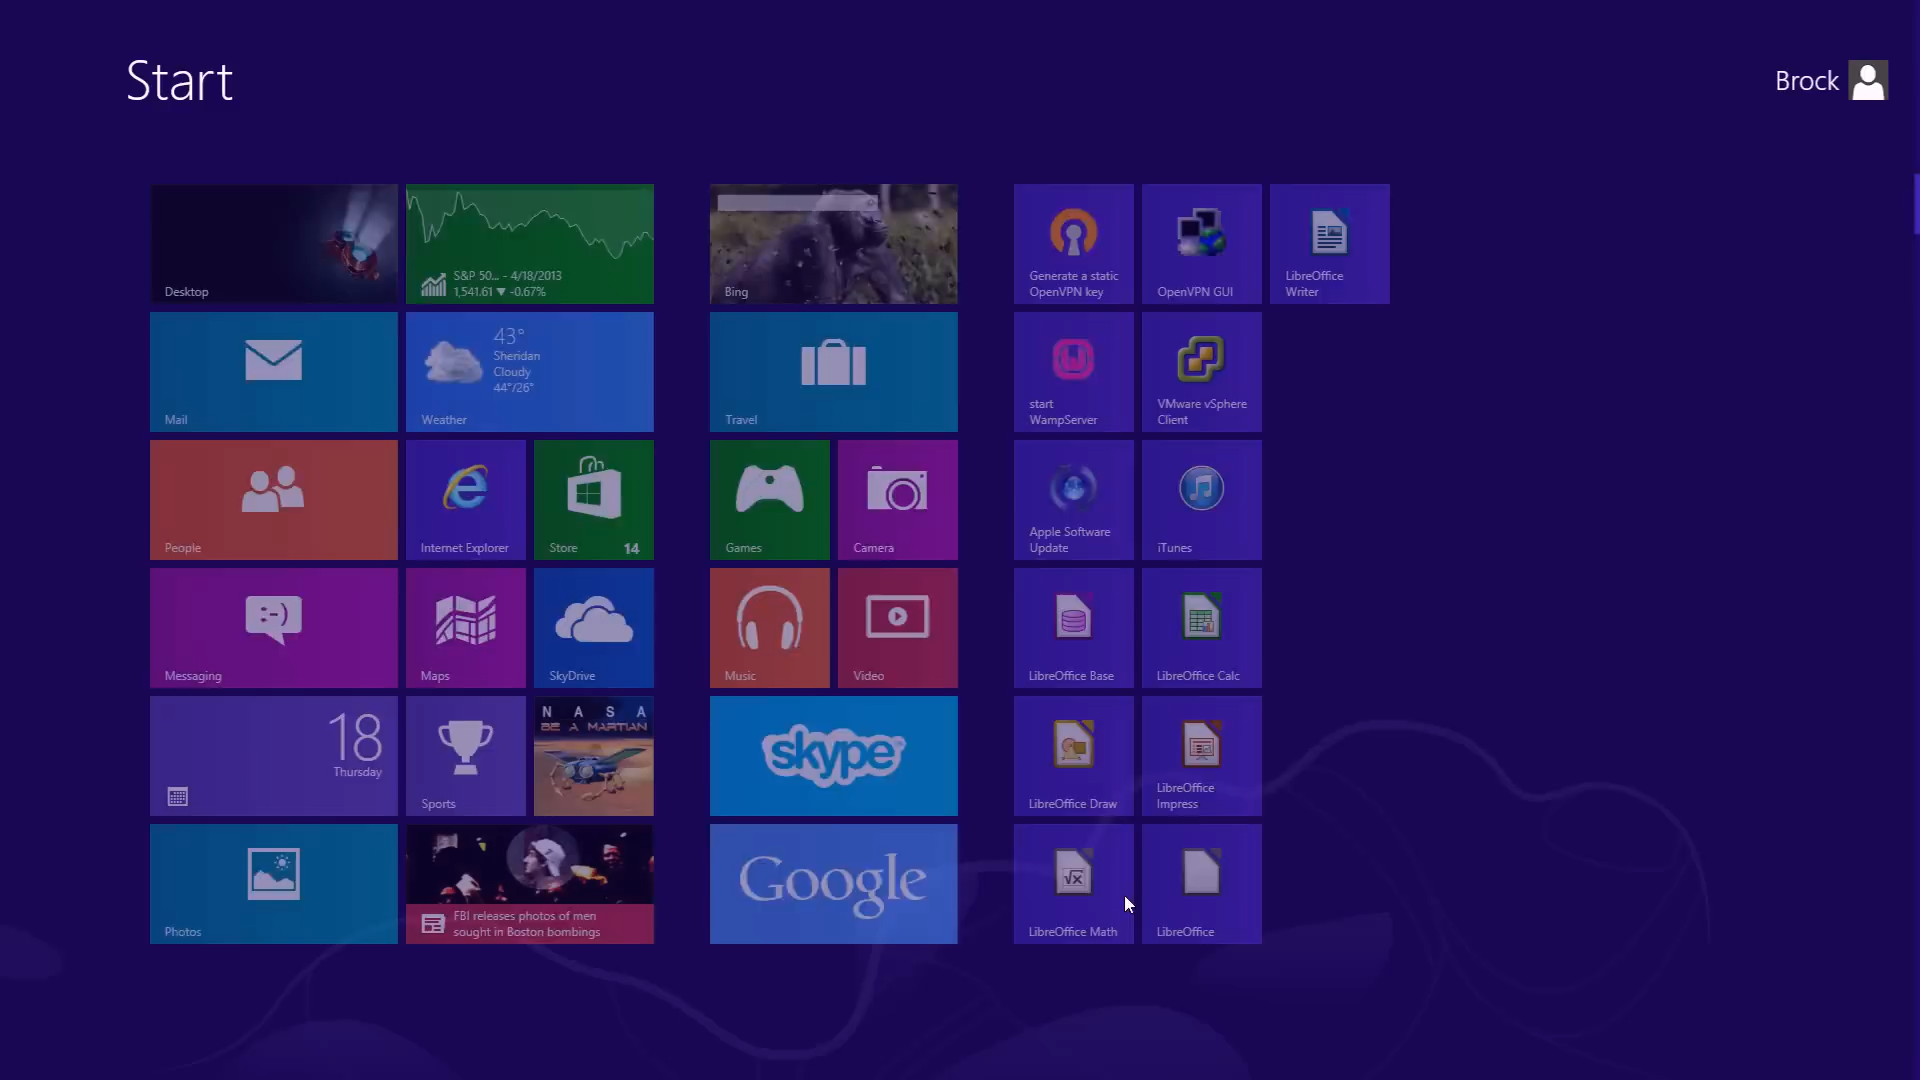 Start
Brock
Desktop
S&P 50... - 4/18/2013
1,541.61 ▼ -0.67%
Mail
43°
Sheridan
Cloudy
44°/26°
Weather
People
Internet Explorer
Store
14
Messaging
:-)
Maps
SkyDrive
18
Thursday
Sports
N A S A
BE A MARTIAN
Photos
FBI releases photos of men
sought in Boston bombings
Bing
Travel
Games
Camera
Music
Video
skype
Google
Generate a static
OpenVPN key
OpenVPN GUI
LibreOffice
Writer
start
WampServer
VMware vSphere
Client
Apple Software
Update
iTunes
LibreOffice Base
LibreOffice Calc
LibreOffice Draw
LibreOffice
Impress
√x
LibreOffice Math
LibreOffice